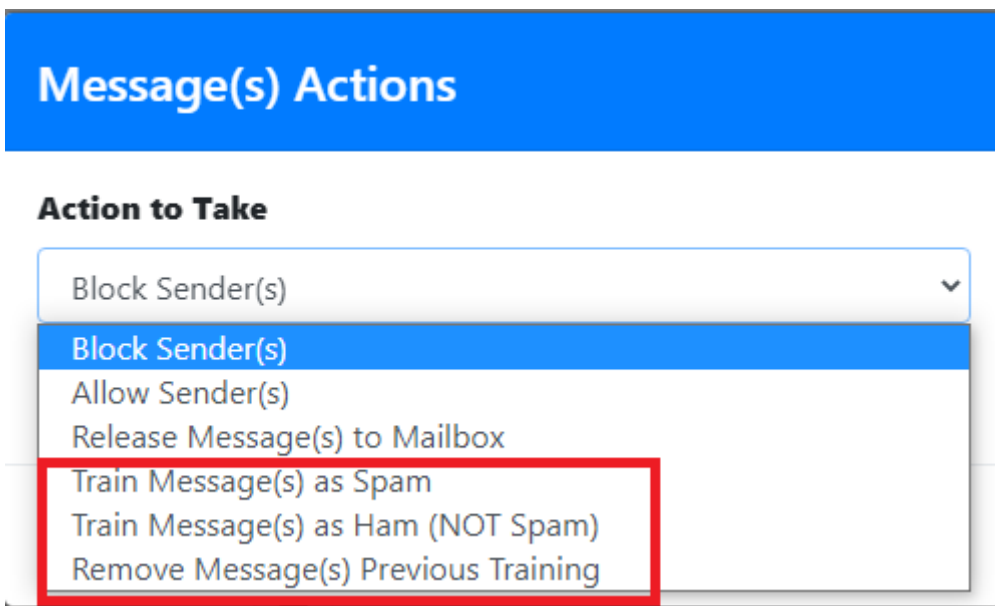 Message(s) Actions
Action to Take
Block Sender(s)
Block Sender(s)
Allow Sender(s)
Release Message(s) to Mailbox
Train Message(s) as Spam
Train Message(s) as Ham (NOT Spam)
Remove Message(s) Previous Training